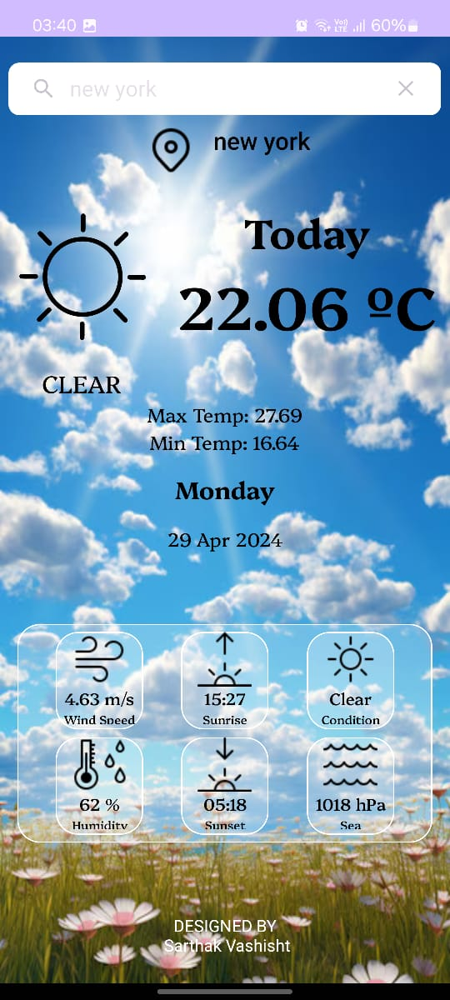 03:40
Vo)) LTE 60%
new york
new york
Today
22.06 ºC
CLEAR
Max Temp: 27.69
Min Temp: 16.64
Monday
29 Apr 2024
4.63 m/s
Wind Speed
15:27
Sunrise
Clear
Condition
62 %
Humidity
05:18
Sunset
1018 hPa
Sea
DESIGNED BY
Sarthak Vashisht